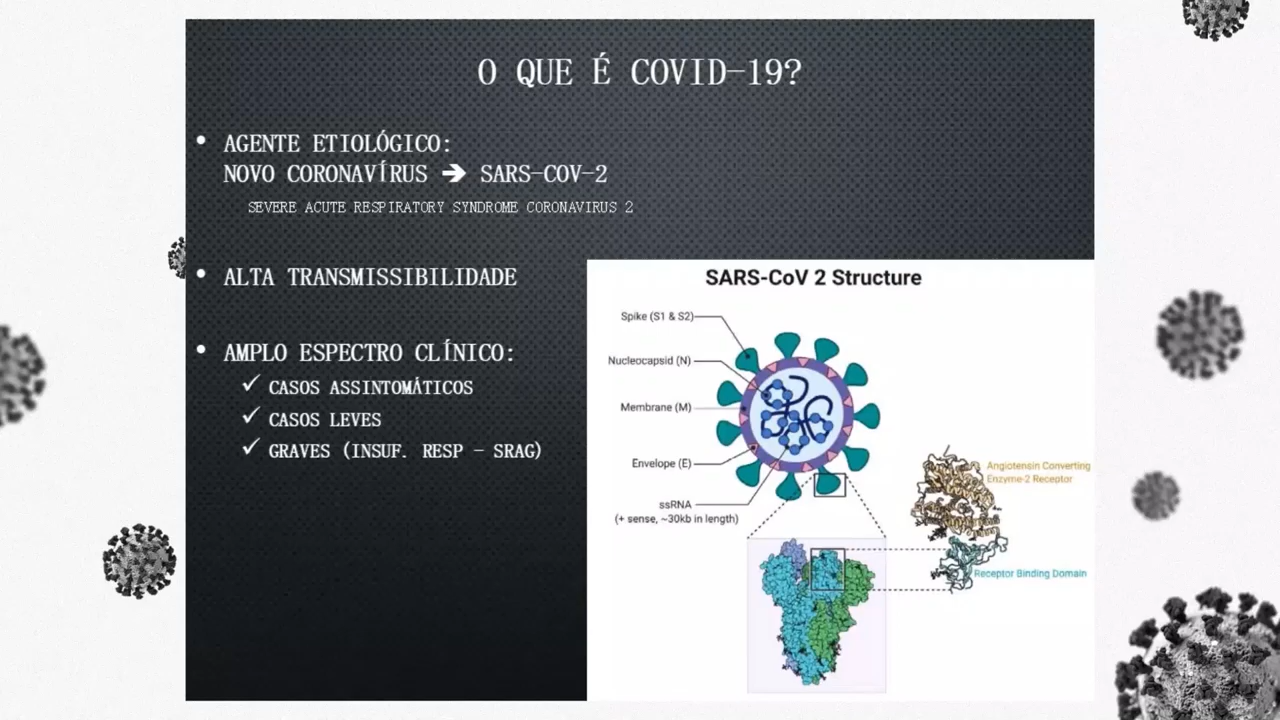 O QUE É COVID-19?
• AGENTE ETIOLÓGICO:
NOVO CORONAVÍRUS ➔ SARS-COV-2
SEVERE ACUTE RESPIRATORY SYNDROME CORONAVIRUS 2
• ALTA TRANSMISSIBILIDADE
• AMPLO ESPECTRO CLÍNICO:
✓ CASOS ASSINTOMÁTICOS
✓ CASOS LEVES
✓ GRAVES (INSUF. RESP - SRAG)
SARS-CoV 2 Structure
Spike (S1 & S2)
Nucleocapsid (N)
Membrane (M)
Envelope (E)
ssRNA
(+ sense, ~30kb in length)
Angiotensin Converting
Enzyme-2 Receptor
Receptor Binding Domain